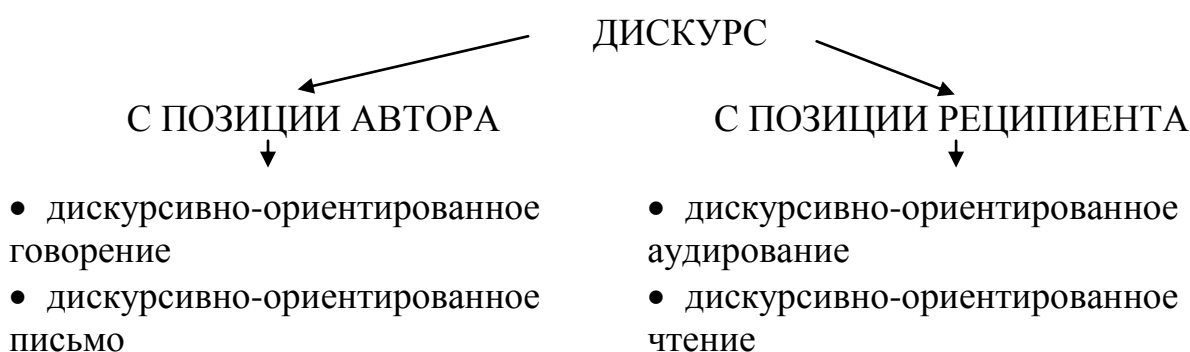 ДИСКУРС
С ПОЗИЦИИ АВТОРА
• дискурсивно-ориентированное
говорение
• дискурсивно-ориентированное
письмо
С ПОЗИЦИИ РЕЦИПИЕНТА
• дискурсивно-ориентированное
аудирование
• дискурсивно-ориентированное
чтение